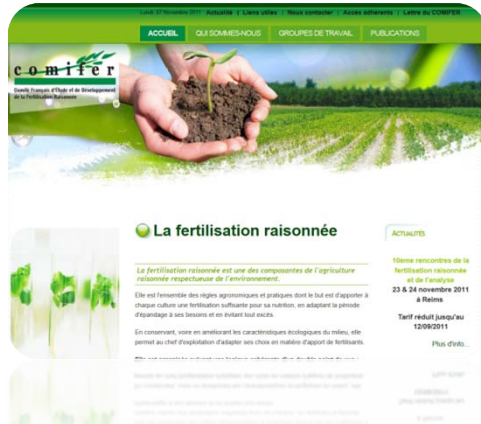 Actualité | Liens utiles | Nous contacter | Accès adhérents | Lettre du COMIFER
ACCUEIL QUI SOMMES-NOUS GROUPES DE TRAVAIL PUBLICATIONS
comifer
Comité Français d'Etude et de Développement
de la Fertilisation Raisonnée
La fertilisation raisonnée
La fertilisation raisonnée est une des composantes de l'agriculture
raisonnée respectueuse de l'environnement.
Elle est l'ensemble des règles agronomiques et pratiques dont le but est d'apporter à
chaque culture une fertilisation suffisante pour sa nutrition, en adaptant la période
d'épandage à ses besoins et en évitant tout excès.
En conservant, voire en améliorant les caractéristiques écologiques du milieu, elle
permet au chef d'exploitation d'adapter ses choix en matière d'apport de fertilisants.
ACTUALITÉS
10ème rencontres de la
fertilisation raisonnée
et de l'analyse
23 & 24 novembre 2011
à Reims
Tarif réduit jusqu'au
12/09/2011
Plus d'info...